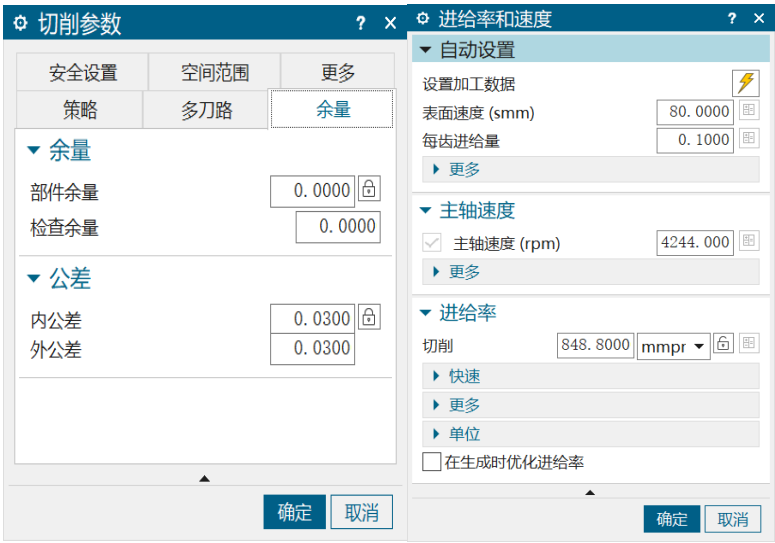 切削参数
安全设置 空间范围 更多
策略 多刀路 余量
余量
部件余量 0.0000
检查余量 0.0000
公差
内公差 0.0300
外公差 0.0300
确定 取消
进给率和速度
自动设置
设置加工数据
表面速度 (smm) 80.0000
每齿进给量 0.1000
更多
主轴速度
主轴速度 (rpm) 4244.000
更多
进给率
切削 848.8000 mmpr
快速
更多
单位
在生成时优化进给率
确定 取消